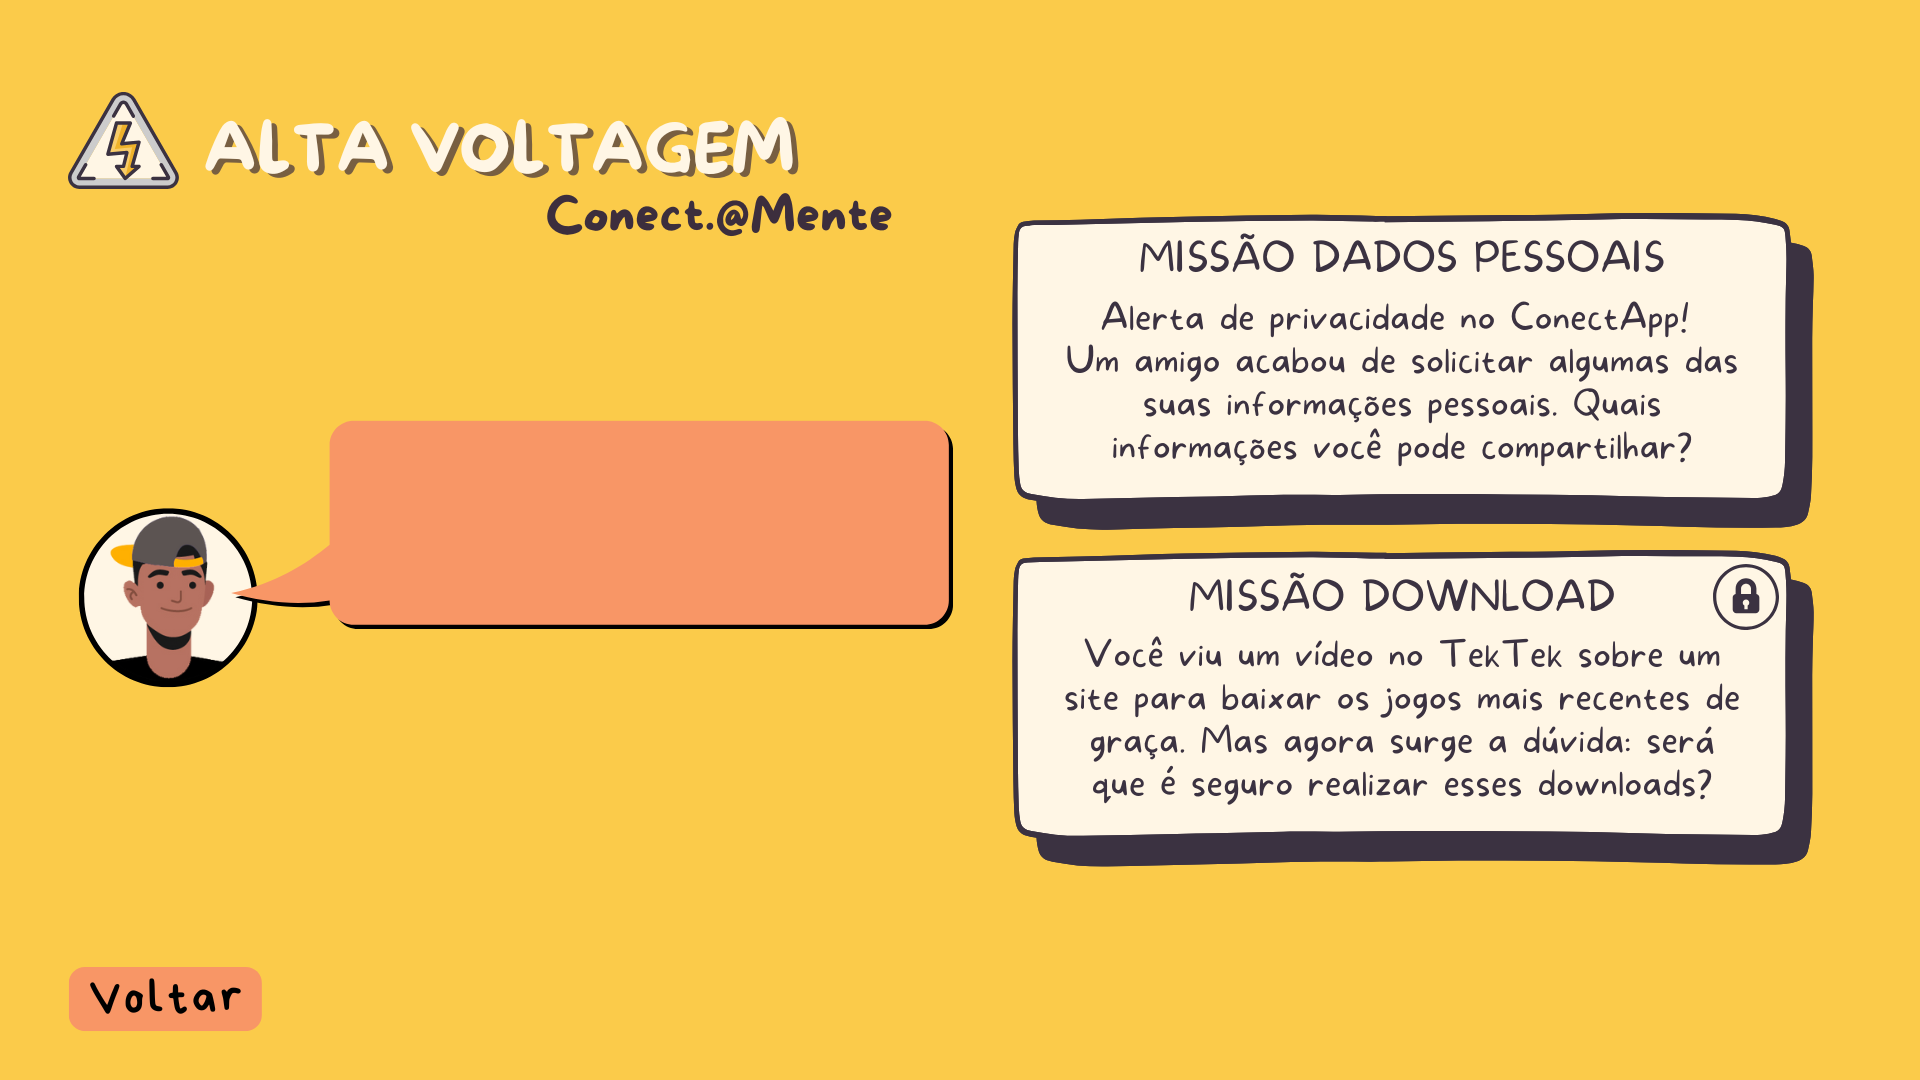 ALTA VOLTAGEM
Conect.@Mente
MISSÃO DADOS PESSOAIS
Alerta de privacidade no ConectApp!
Um amigo acabou de solicitar algumas das
suas informações pessoais. Quais
informações você pode compartilhar?
MISSÃO DOWNLOAD
Você viu um vídeo no TekTek sobre um
site para baixar os jogos mais recentes de
graça. Mas agora surge a dúvida: será
que é seguro realizar esses downloads?
Voltar